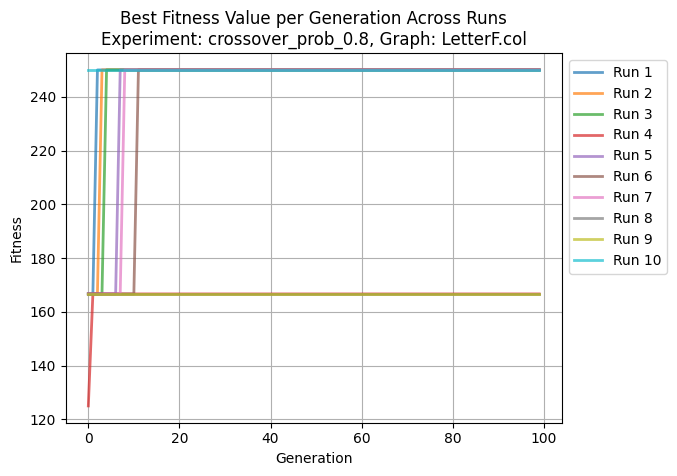 Best Fitness Value per Generation Across Runs
Experiment: crossover_prob_0.8, Graph: LetterF.col
Fitness
240
220
200
180
160
140
120
0 20 40 60 80 100
Generation
Run 1
Run 2
Run 3
Run 4
Run 5
Run 6
Run 7
Run 8
Run 9
Run 10